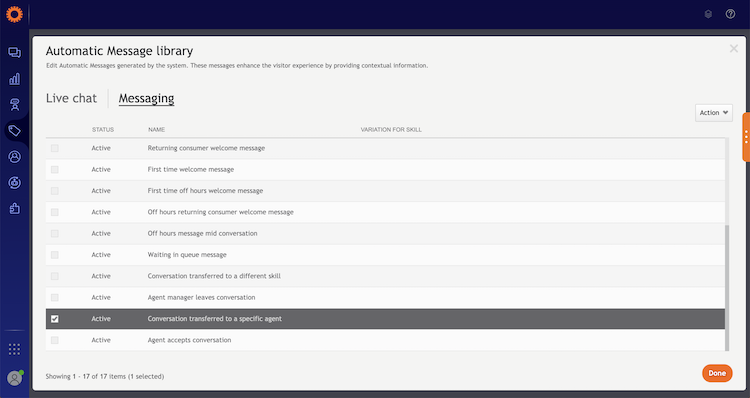 Automatic Message library
Edit Automatic Messages generated by the system. These messages enhance the visitor experience by providing contextual information.
Live chat Messaging
Action
STATUS NAME VARIATION FOR SKILL
Active Returning consumer welcome message
Active First time welcome message
Active First time off hours welcome message
Active Off hours returning consumer welcome message
Active Off hours message mid conversation
Active Waiting in queue message
Active Conversation transferred to a different skill
Active Agent manager leaves conversation
Active Conversation transferred to a specific agent
Active Agent accepts conversation
Showing 1 - 17 of 17 items (1 selected)
Done